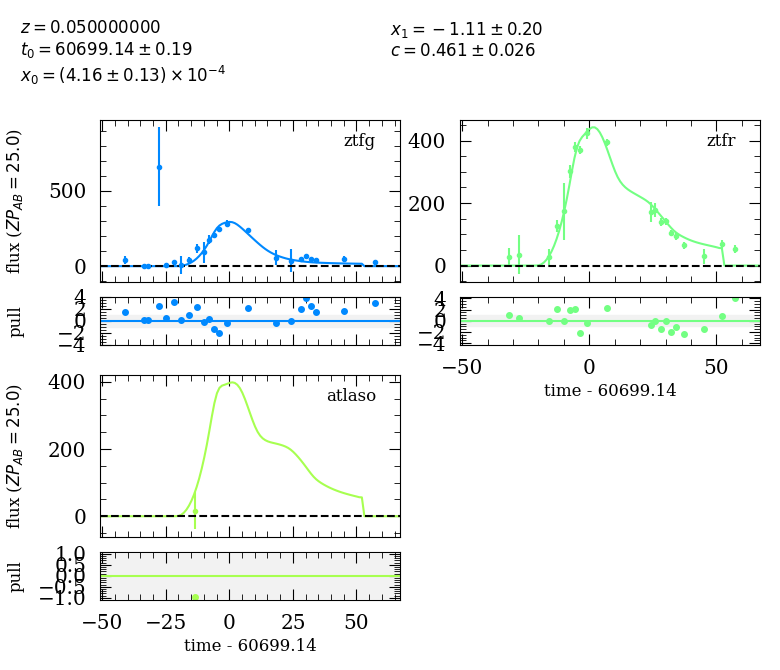 z = 0.050000000
t₀ = 60699.14 ± 0.19
x₀ = (4.16 ± 0.13) × 10⁻⁴
x₁ = −1.11 ± 0.20
c = 0.461 ± 0.026
ztfg
flux (ZP_AB = 25.0)
500
0
pull
4
2
0
−2
−4
ztfr
400
200
0
4
2
0
−2
−4
−50
0
50
time - 60699.14
atlaso
flux (ZP_AB = 25.0)
400
200
0
pull
1.0
0.5
0.0
−0.5
−1.0
−50
−25
0
25
50
time - 60699.14